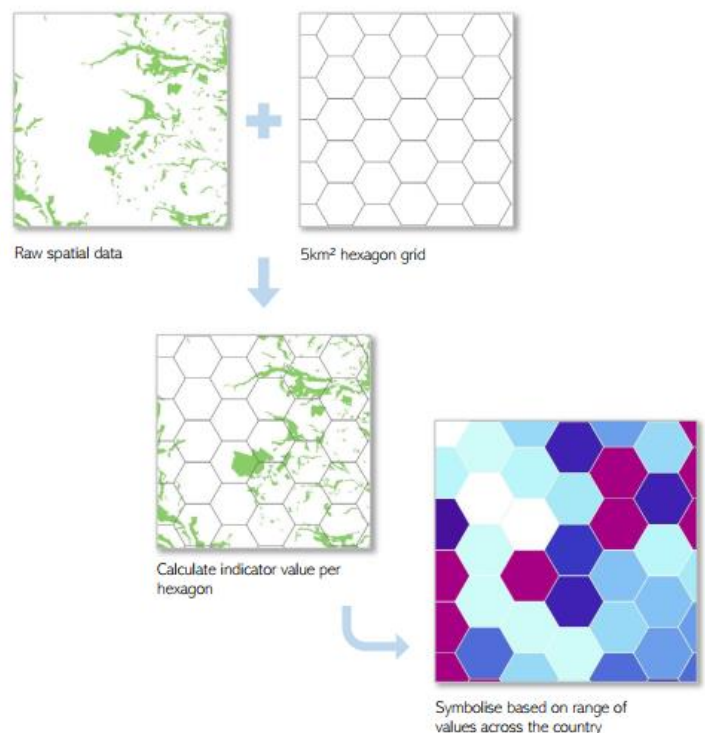 Raw spatial data
5km² hexagon grid
Calculate indicator value per
hexagon
Symbolise based on range of
values across the country